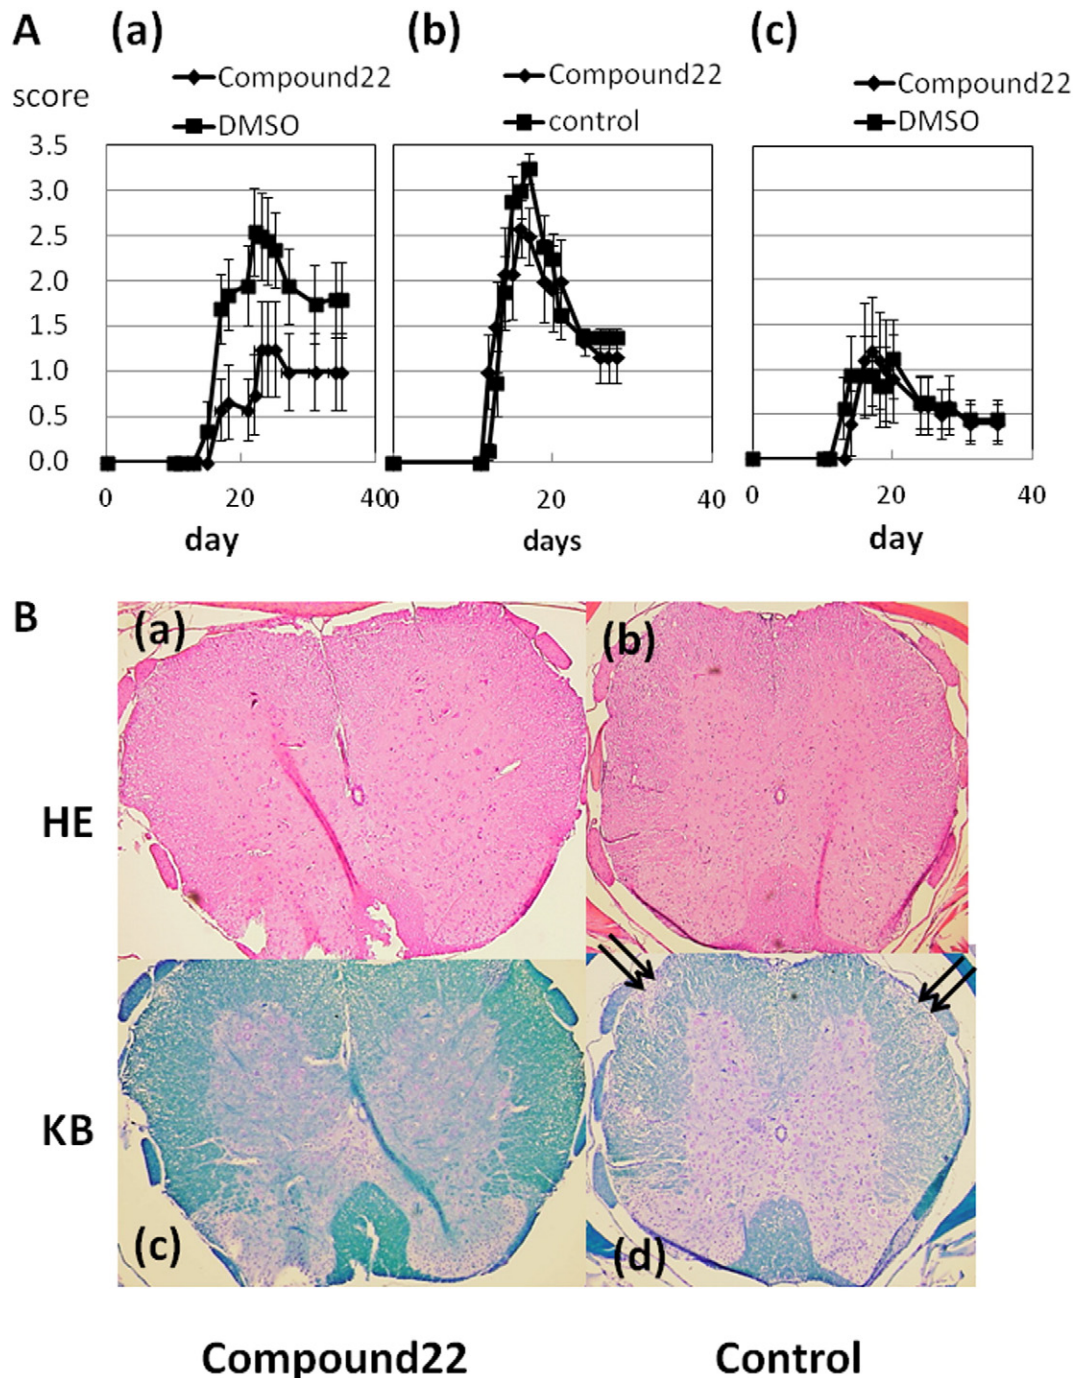 A (a) (b) (c)
Compound22
DMSO
Compound22
control
Compound22
DMSO
score
3.5
3.0
2.5
2.0
1.5
1.0
0.5
0.0
0 20 40
0 20 40
0 20 40
day
days
day
B
(a)
(b)
HE
KB
(c)
(d)
Compound22 Control